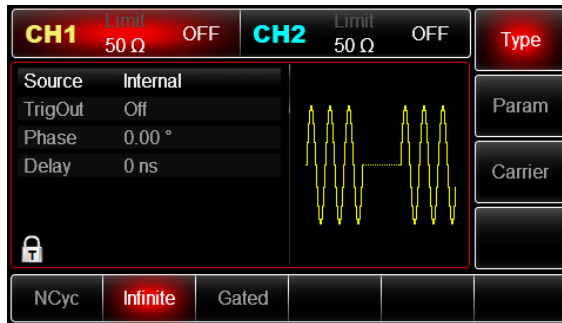 CH1 Limit 50 Ω OFF CH2 Limit 50 Ω OFF Type
Source Internal
TrigOut Off
Phase 0.00 °
Delay 0 ns
Param
Carrier
T
NCyc Infinite Gated